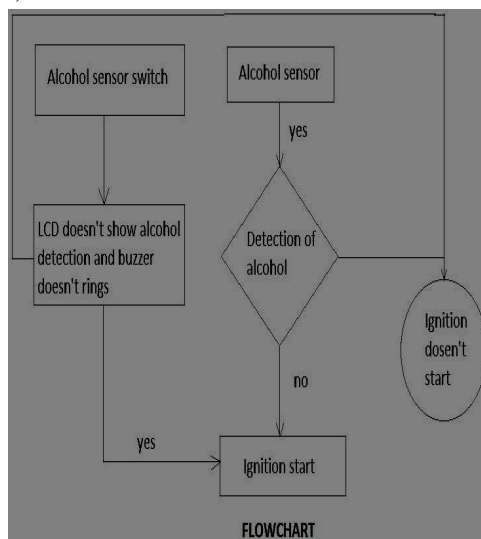 Alcohol sensor switch
Alcohol sensor
yes
LCD doesn't show alcohol
detection and buzzer
doesn't rings
Detection of
alcohol
Ignition
dosen't
start
no
yes
Ignition start
FLOWCHART